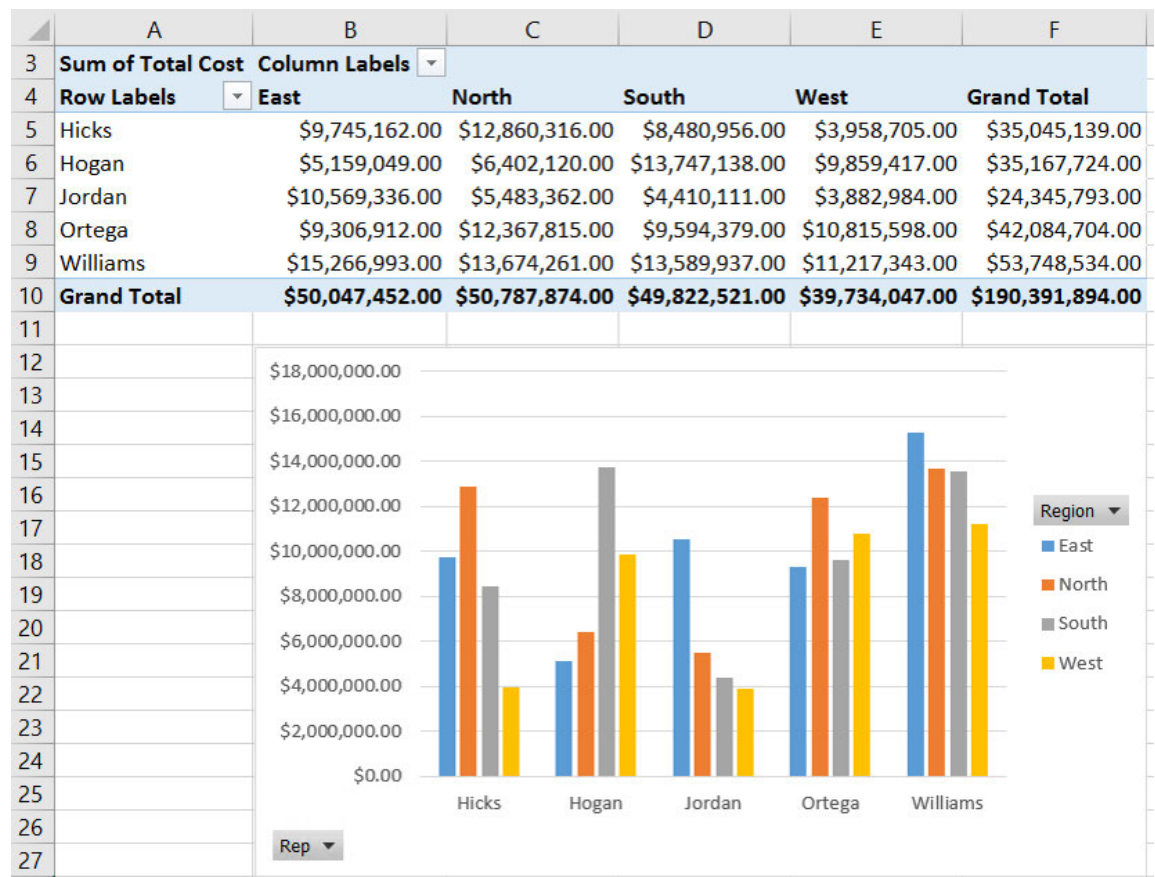 A B C D E F
3 Sum of Total Cost Column Labels
4 Row Labels East North South West Grand Total
5 Hicks $9,745,162.00 $12,860,316.00 $8,480,956.00 $3,958,705.00 $35,045,139.00
6 Hogan $5,159,049.00 $6,402,120.00 $13,747,138.00 $9,859,417.00 $35,167,724.00
7 Jordan $10,569,336.00 $5,483,362.00 $4,410,111.00 $3,882,984.00 $24,345,793.00
8 Ortega $9,306,912.00 $12,367,815.00 $9,594,379.00 $10,815,598.00 $42,084,704.00
9 Williams $15,266,993.00 $13,674,261.00 $13,589,937.00 $11,217,343.00 $53,748,534.00
10 Grand Total $50,047,452.00 $50,787,874.00 $49,822,521.00 $39,734,047.00 $190,391,894.00
11
12 $18,000,000.00
13
14 $16,000,000.00
15 $14,000,000.00
16 $12,000,000.00
17 Region
18 $10,000,000.00 East
19 $8,000,000.00 North
20 $6,000,000.00 South
21 West
22 $4,000,000.00
23 $2,000,000.00
24 $0.00
25 Hicks Hogan Jordan Ortega Williams
26
27 Rep